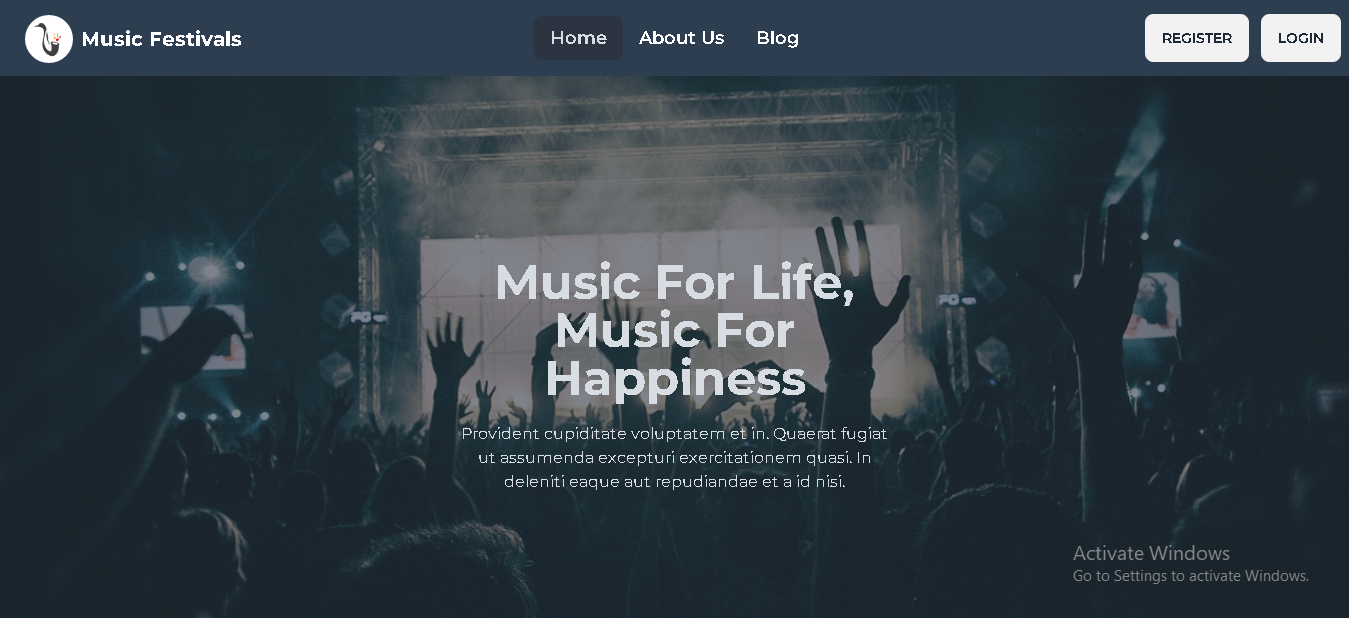 Music Festivals
Home
About Us
Blog
REGISTER
LOGIN
Music For Life,
Music For
Happiness
Provident cupiditate voluptatem et in. Quaerat fugiat
ut assumenda excepturi exercitationem quasi. In
deleniti eaque aut repudiandae et a id nisi.
Activate Windows
Go to Settings to activate Windows.